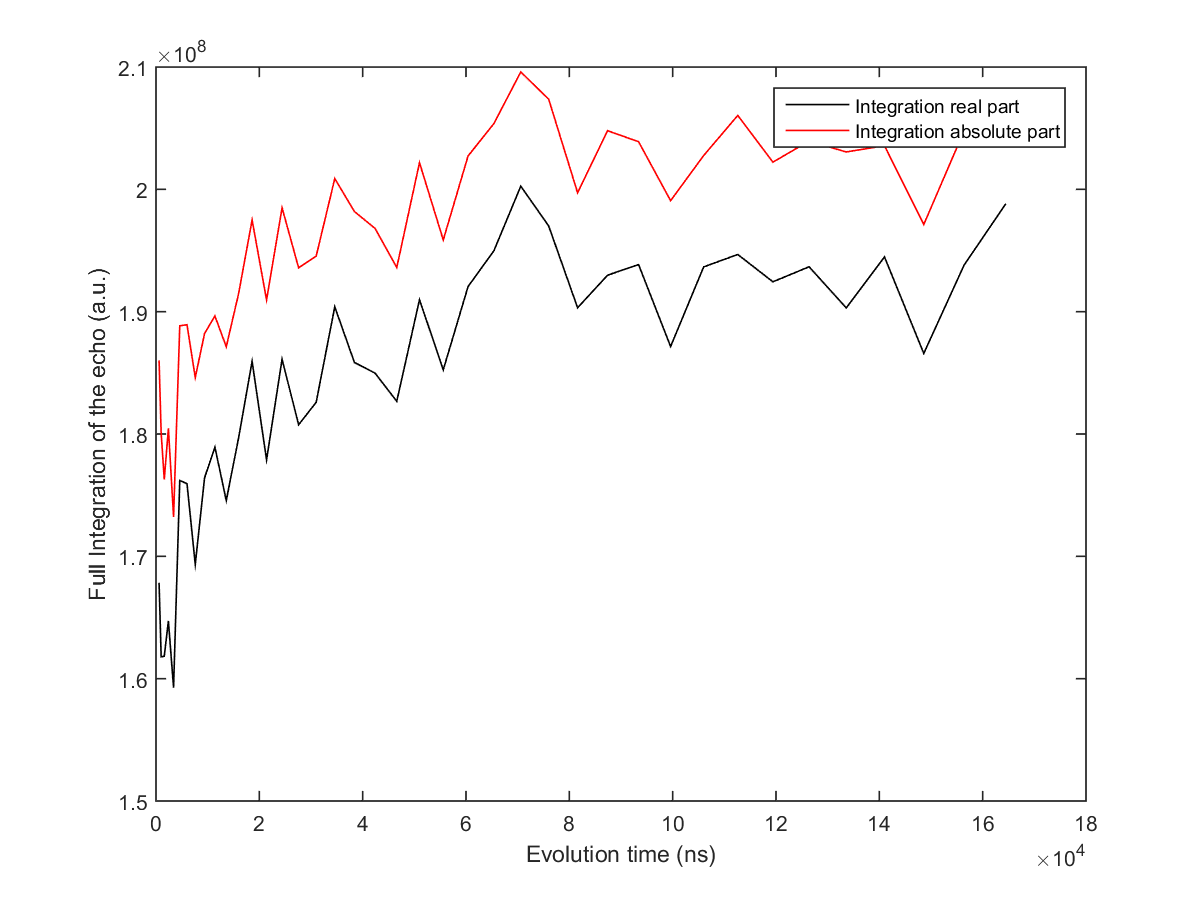 ×10^8
2.1
2
1.9
1.8
1.7
1.6
1.5
Full Integration of the echo (a.u.)
Integration real part
Integration absolute part
0 2 4 6 8 10 12 14 16 18
Evolution time (ns)
×10^4